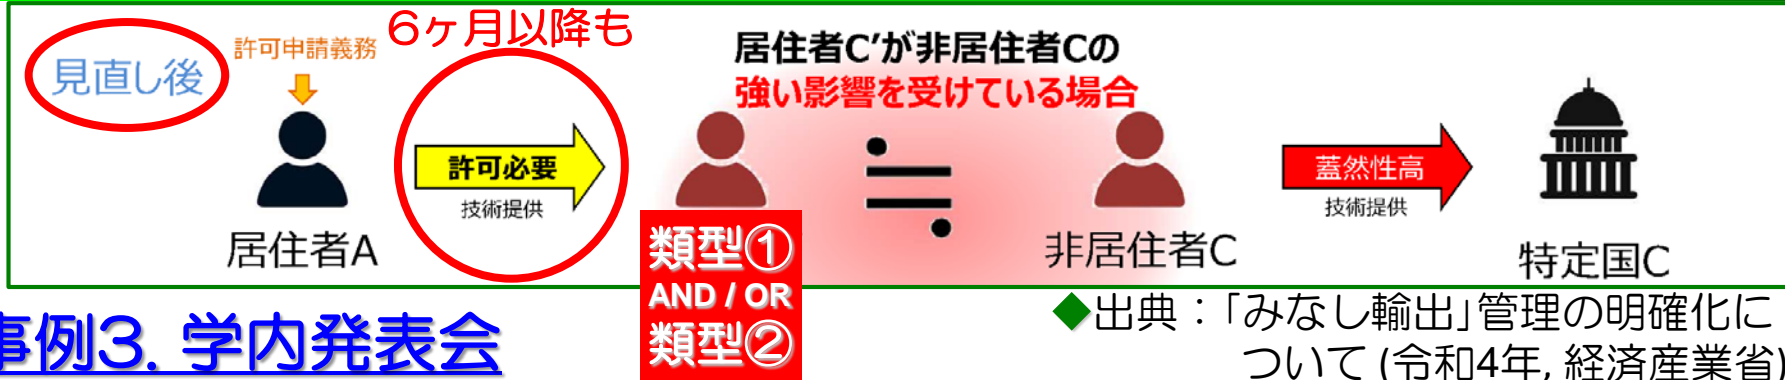 見直し後
許可申請義務
6ヶ月以降も
居住者C’が非居住者Cの
強い影響を受けている場合
許可必要
技術提供
≒
蓋然性高
技術提供
居住者A
類型①
AND / OR
類型②
非居住者C
特定国C
事例3. 学内発表会
◆出典：「みなし輸出」管理の明確化に
ついて (令和4年, 経済産業省)